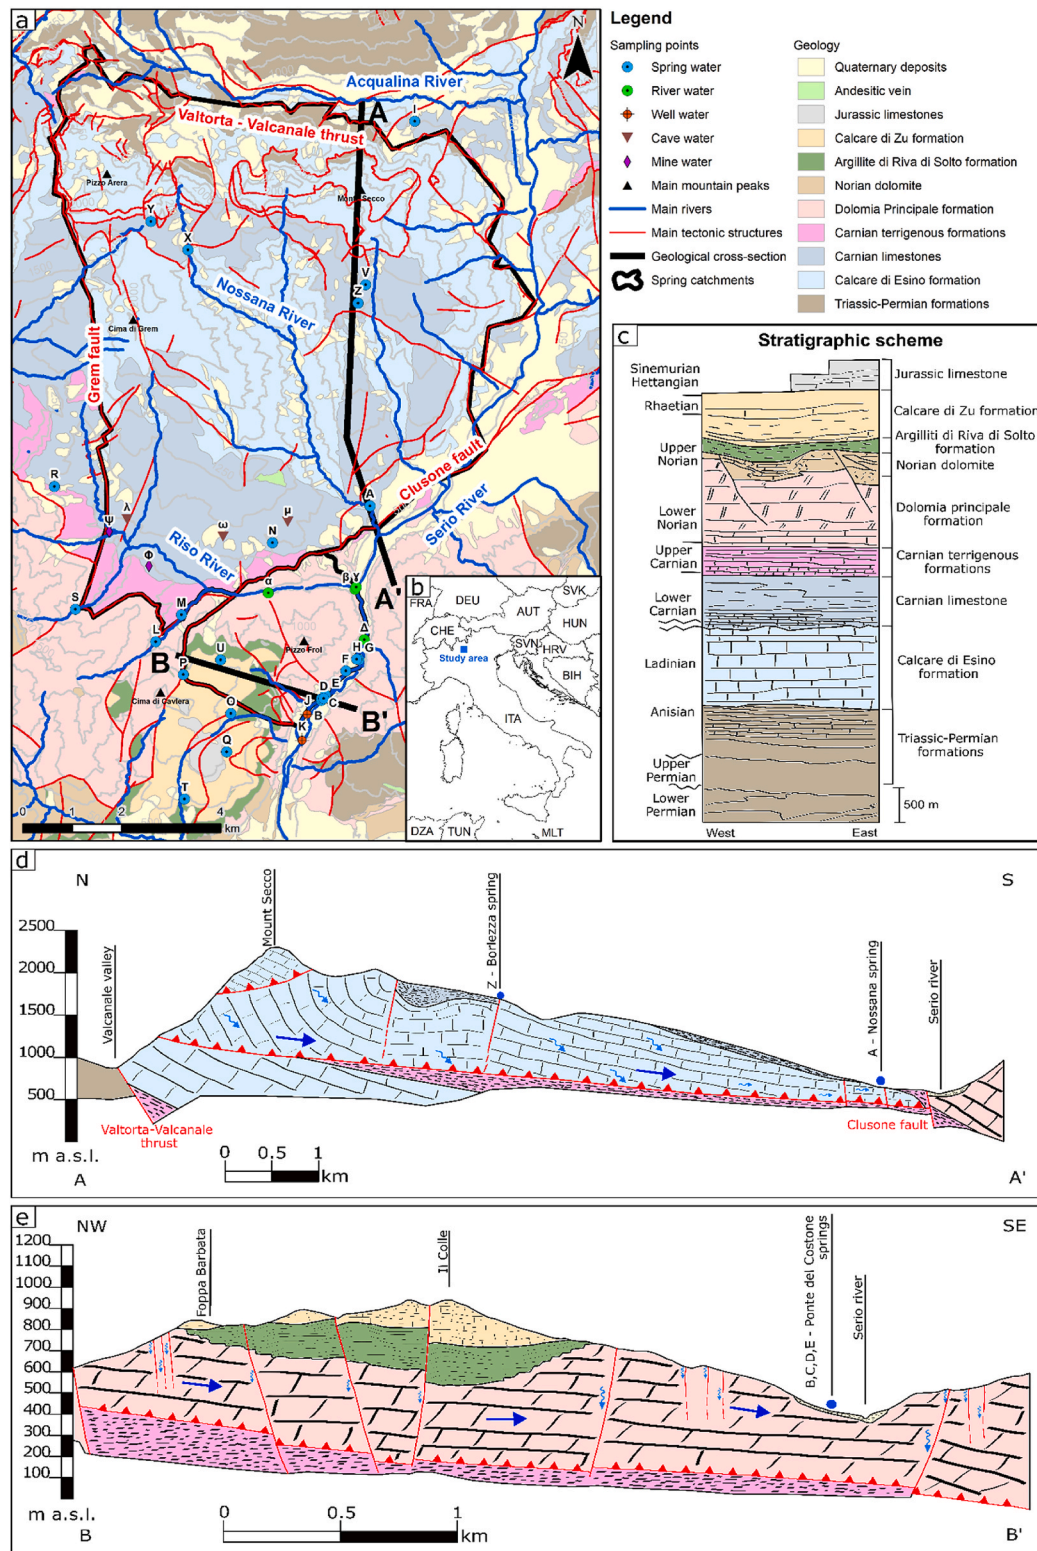 a
N
Acqualina River
A
I
Valtorta - Valcanale thrust
Pizzo Arera
Monte Secco
Y
X
V
Z
Nossana River
Cima di Grem
Grem fault
Clusone fault
Serio River
A
R
Ψ
λ
ω
μ
N
Φ
Riso River
α
β
γ
A'
S
M
L
1000
Pizzo Frol
Δ
G
H
F
E
B
U
P
D
C
J
B
K
B'
Cima di Cavlera
O
Q
T
0 1 2 4
km
Legend
Sampling points
Spring water
River water
Well water
Cave water
Mine water
Main mountain peaks
Main rivers
Main tectonic structures
Geological cross-section
Spring catchments
Geology
Quaternary deposits
Andesitic vein
Jurassic limestones
Calcare di Zu formation
Argillite di Riva di Solto formation
Norian dolomite
Dolomia Principale formation
Carnian terrigenous formations
Carnian limestones
Calcare di Esino formation
Triassic-Permian formations
b
FRA
DEU
SVK
AUT
HUN
CHE
SVN
HRV
Study area
BIH
ITA
DZA
TUN
MLT
c
Stratigraphic scheme
Sinemurian
Hettangian
Rhaetian
Upper
Norian
Lower
Norian
Upper
Carnian
Lower
Carnian
Ladinian
Anisian
Upper
Permian
Lower
Permian
Jurassic limestone
Calcare di Zu formation
Argilliti di Riva di Solto
formation
Norian dolomite
Dolomia principale
formation
Carnian terrigenous
formations
Carnian limestone
Calcare di Esino
formation
Triassic-Permian
formations
500 m
West
East
d
N
S
2500
2000
1500
1000
500
m a.s.l.
Valcanale valley
Mount Secco
Z - Borlezza spring
A - Nossana spring
Serio river
Valtorta-Valcanale
thrust
Clusone fault
0 0.5 1
km
A
A'
e
NW
SE
1200
1100
1000
900
800
700
600
500
400
300
200
100
m a.s.l.
Foppa Barbata
Il Colle
B,C,D,E - Ponte del Costone
springs
Serio river
0 0.5 1
km
B
B'